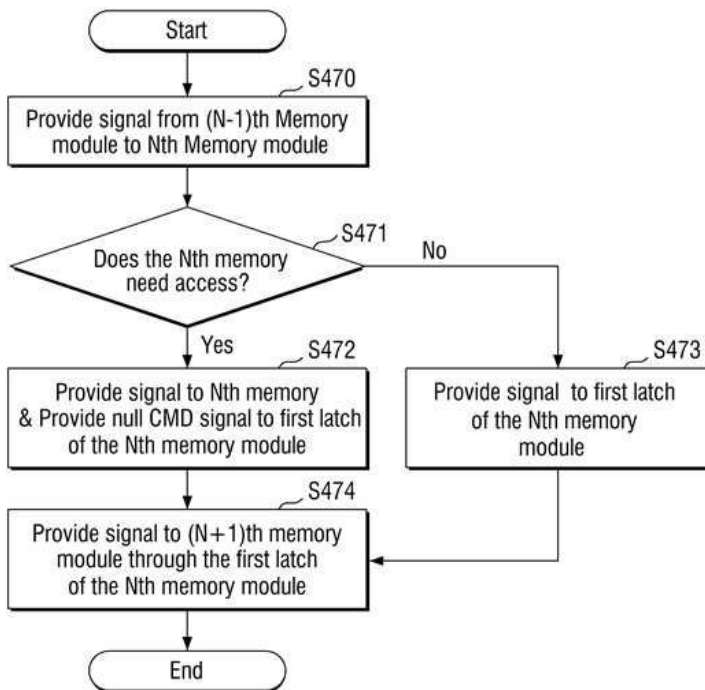 Start
S470
Provide signal from (N-1)th Memory
module to Nth Memory module
S471
Does the Nth memory
need access?
No
Yes
S472
Provide signal to Nth memory
& Provide null CMD signal to first latch
of the Nth memory module
S473
Provide signal to first latch
of the Nth memory
module
S474
Provide signal to (N+1)th memory
module through the first latch
of the Nth memory module
End